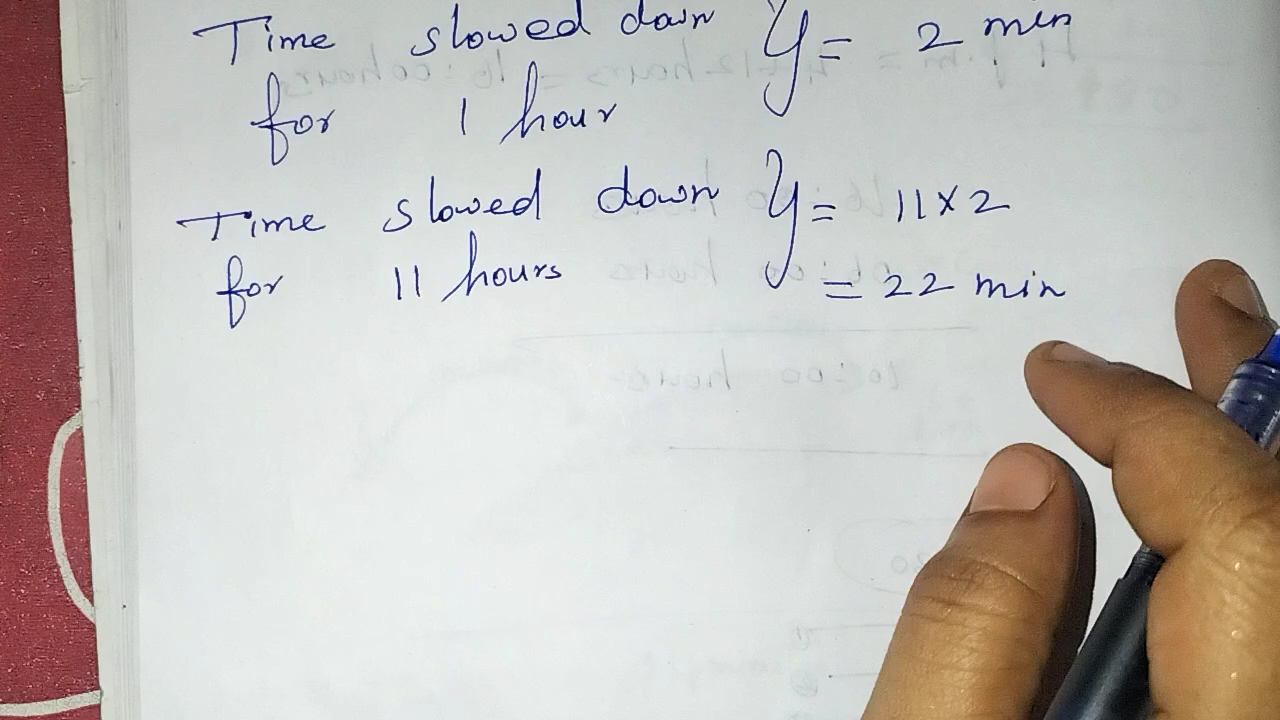 Time slowed down } = 2 min
for 1 hour
Time slowed down } = 11 × 2
for 11 hours = 22 min